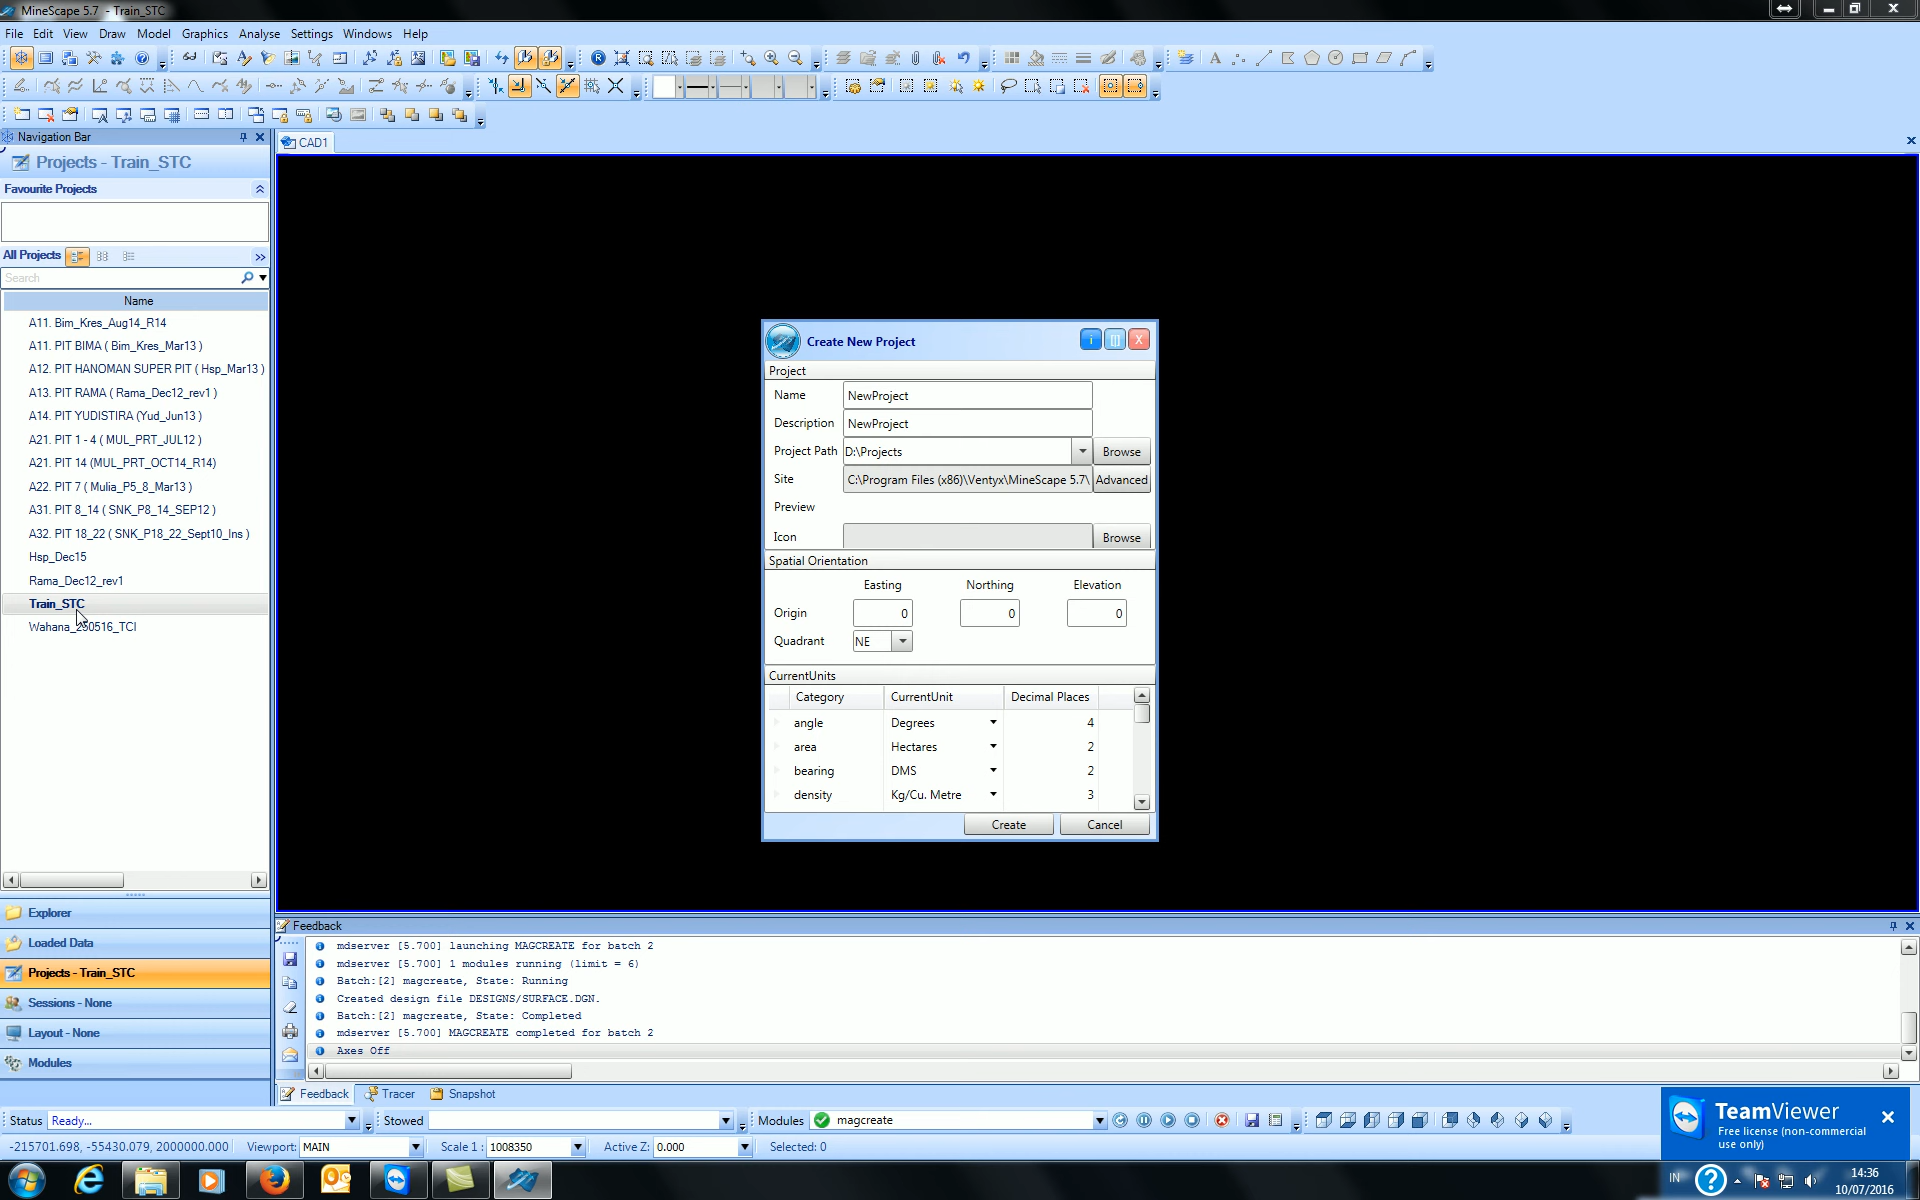 MineScape 5.7 - Train_STC
File Edit View Draw Model Graphics Analyse Settings Windows Help
Navigation Bar
Projects - Train_STC
Favourite Projects
All Projects
Search
Name
A11. Bim_Kres_Aug14_R14
A11. PIT BIMA ( Bim_Kres_Mar13 )
A12. PIT HANOMAN SUPER PIT ( Hsp_Mar13 )
A13. PIT RAMA ( Rama_Dec12_rev1 )
A14. PIT YUDISTIRA (Yud_Jun13 )
A21. PIT 1 - 4 ( MUL_PRT_JUL12 )
A21. PIT 14 (MUL_PRT_OCT14_R14)
A22. PIT 7 ( Mulia_P5_8_Mar13 )
A31. PIT 8_14 ( SNK_P8_14_SEP12 )
A32. PIT 18_22 ( SNK_P18_22_Sept10_Ins )
Hsp_Dec15
Rama_Dec12_rev1
Train_STC
Wahana_260516_TCI
Explorer
Loaded Data
Projects - Train_STC
Sessions - None
Layout - None
Modules
CAD1
Create New Project
Project
Name NewProject
Description NewProject
Project Path D:\Projects Browse
Site C:\Program Files (x86)\Ventyx\MineScape 5.7\ Advanced
Preview
Icon Browse
Spatial Orientation
Easting Northing Elevation
Origin 0 0 0
Quadrant NE
CurrentUnits
Category CurrentUnit Decimal Places
angle Degrees 4
area Hectares 2
bearing DMS 2
density Kg/Cu. Metre 3
Create Cancel
Feedback
mdserver [5.700] launching MAGCREATE for batch 2
mdserver [5.700] 1 modules running (limit = 6)
Batch:[2] magcreate, State: Running
Created design file DESIGNS/SURFACE.DGN.
Batch:[2] magcreate, State: Completed
mdserver [5.700] MAGCREATE completed for batch 2
Axes Off
Feedback Tracer Snapshot
Status Ready... Stowed Modules magcreate
-215701.698, -55430.079, 2000000.000 Viewport: MAIN Scale 1 : 1008350 Active Z: 0.000 Selected: 0
TeamViewer
Free license (non-commercial
use only)
IN
14:36
10/07/2016